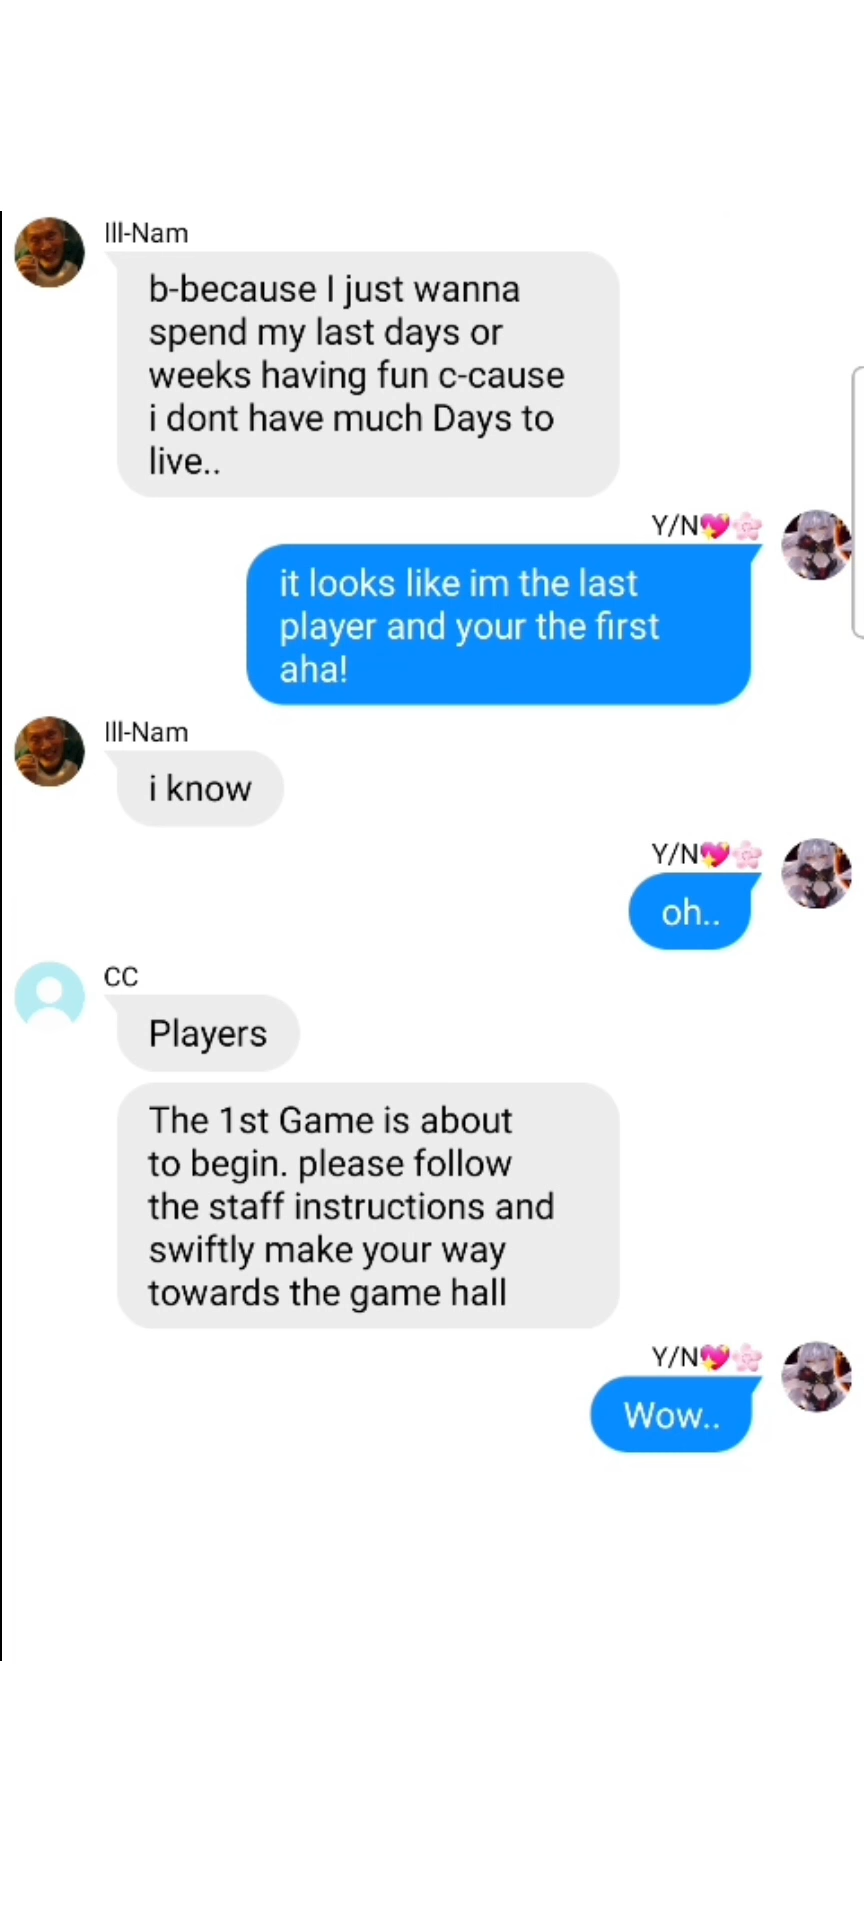 Ill-Nam
b-because I just wanna
spend my last days or
weeks having fun c-cause
i dont have much Days to
live..
Y/N💖🌸
it looks like im the last
player and your the first
aha!
Ill-Nam
i know
Y/N💖🌸
oh..
CC
Players
The 1st Game is about
to begin. please follow
the staff instructions and
swiftly make your way
towards the game hall
Y/N💖🌸
Wow..